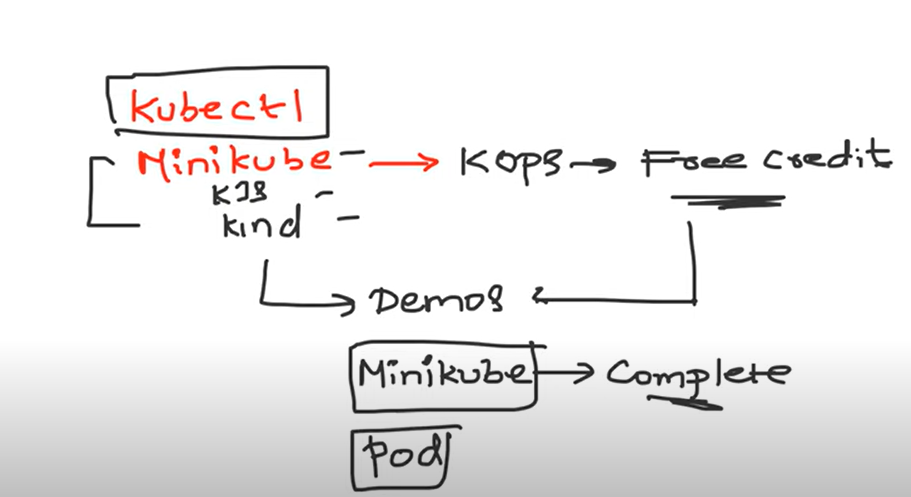 Kubectl
Minikube → Kops → Free credit
K3s
kind
Demos
Minikube → Complete
Pod